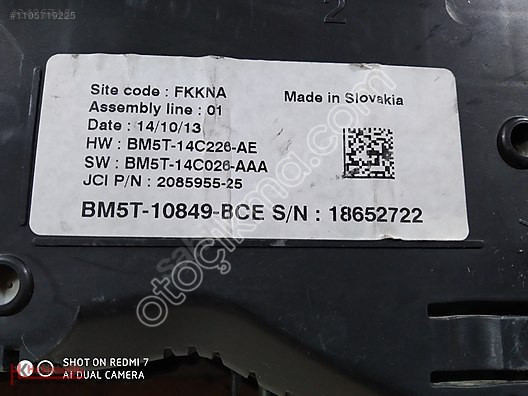 #1105719225
2
Site code : FKKNA
Assembly line : 01
Made in Slovakia
Date : 14/10/13
HW : BM5T-14C226-AE
SW : BM5T-14C026-AAA
JCI P/N : 2085955-25
BM5T-10849-BCE S/N : 18652722
otoçıkma.com
SHOT ON REDMI 7
AI DUAL CAMERA